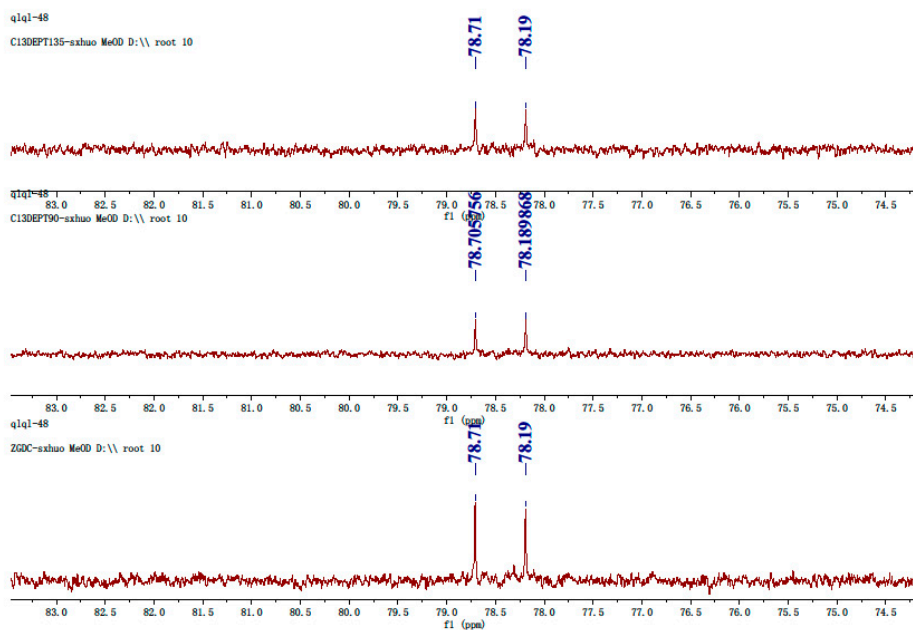 qlql-48
C13DEPT135-sxhuo MeOD D:\\ root 10
78.71
78.19
83.0 82.5 82.0 81.5 81.0 80.5 80.0 79.5 79.0 78.5 78.0 77.5 77.0 76.5 76.0 75.5 75.0 74.5
f1 (ppm)
qlql-48
C13DEPT90-sxhuo MeOD D:\\ root 10
78.705756
78.189868
83.0 82.5 82.0 81.5 81.0 80.5 80.0 79.5 79.0 78.5 78.0 77.5 77.0 76.5 76.0 75.5 75.0 74.5
f1 (ppm)
qlql-48
ZGDC-sxhuo MeOD D:\\ root 10
78.71
78.19
83.0 82.5 82.0 81.5 81.0 80.5 80.0 79.5 79.0 78.5 78.0 77.5 77.0 76.5 76.0 75.5 75.0 74.5
f1 (ppm)